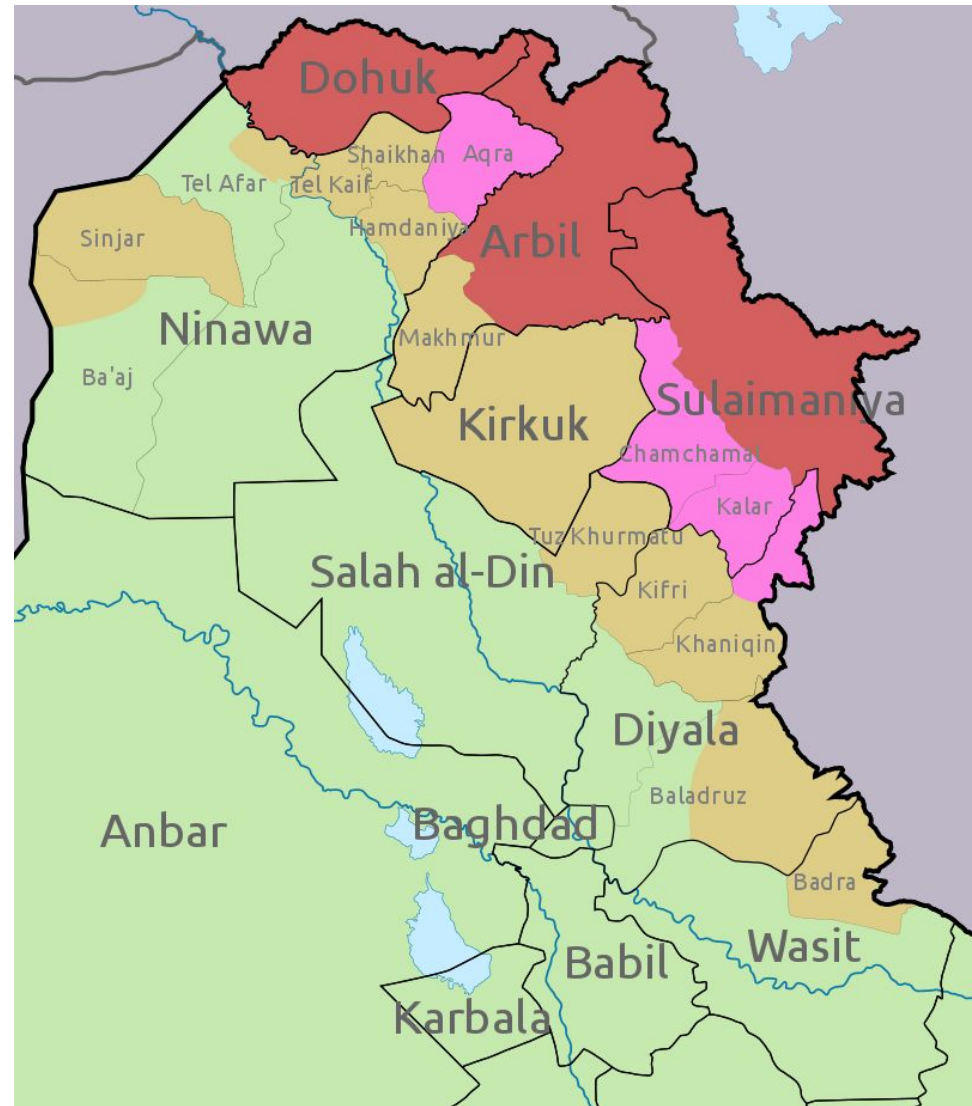 Dohuk
Shaikhan
Aqra
Tel Afar
Tel Kaif
Hamdaniya
Sinjar
Arbil
Ninawa
Makhmur
Ba'aj
Sulaimaniya
Kirkuk
Chamchamal
Kalar
Tuz Khurmatu
Salah al-Din
Kifri
Khaniqin
Diyala
Baladruz
Anbar
Baghdad
Badra
Wasit
Babil
Karbala